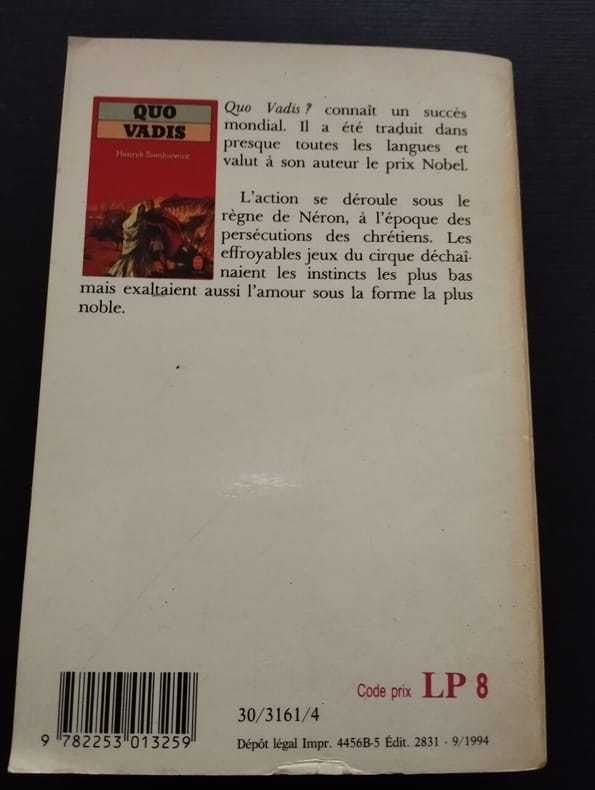 QUO
VADIS
Henryk Sienkiewicz
Quo Vadis ? connaît un succès
mondial. Il a été traduit dans
presque toutes les langues et
valut à son auteur le prix Nobel.
L'action se déroule sous le
règne de Néron, à l'époque des
persécutions des chrétiens. Les
effroyables jeux du cirque déchaî-
naient les instincts les plus bas
mais exaltaient aussi l'amour sous la forme la plus
noble.
Code prix LP 8
30/3161/4
9 782253 013259
Dépôt légal Impr. 4456B-5 Édit. 2831 - 9/1994